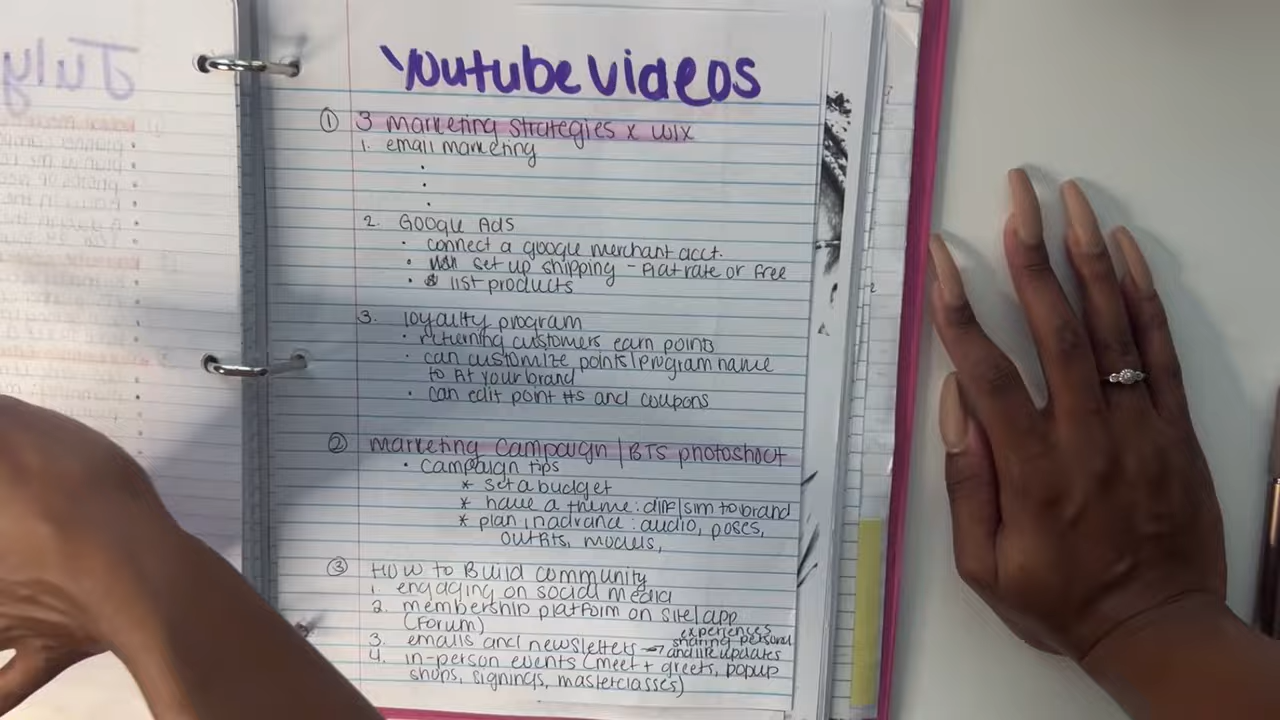 July
Youtube Videos
① 3 marketing strategies x wix
1. email marketing
•
•
•
2. Google Ads
• connect a google merchant acct.
• set up shipping - flat rate or free
• list products
3. loyalty program
• returning customers earn points
• can customize points/program name
to fit your brand
• can edit point #s and coupons
② marketing campaign | BTS photoshoot
• campaign tips
* set a budget
* have a theme: diff/sim to brand
* plan in advance: audio, poses,
outfits, models,
③ How to Build community
1. engaging on social media
2. membership platform on site/app
(forum)
3. emails and newsletters → sharing personal
experiences
and life updates
4. in-person events (meet + greets, popup
shops, signings, masterclasses)